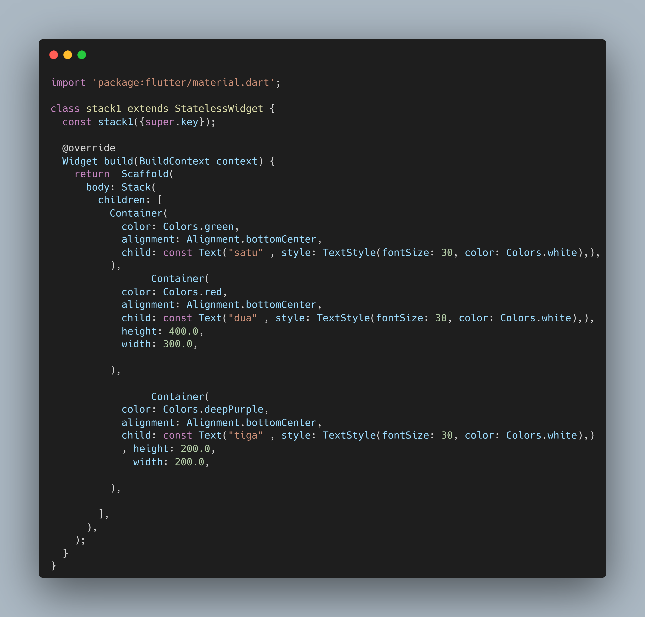 import 'package:flutter/material.dart';

class stack1 extends StatelessWidget {
  const stack1({super.key});

  @override
  Widget build(BuildContext context) {
    return  Scaffold(
      body: Stack(
        children: [
          Container(
            color: Colors.green,
            alignment: Alignment.bottomCenter,
            child: const Text("satu" , style: TextStyle(fontSize: 30, color: Colors.white),),
          ),
                 Container(
            color: Colors.red,
            alignment: Alignment.bottomCenter,
            child: const Text("dua" , style: TextStyle(fontSize: 30, color: Colors.white),),
            height: 400.0,
            width: 300.0,

          ),

                 Container(
            color: Colors.deepPurple,
            alignment: Alignment.bottomCenter,
            child: const Text("tiga" , style: TextStyle(fontSize: 30, color: Colors.white),)
            , height: 200.0,
              width: 200.0,

          ),

        ],
      ),
    );
  }
}